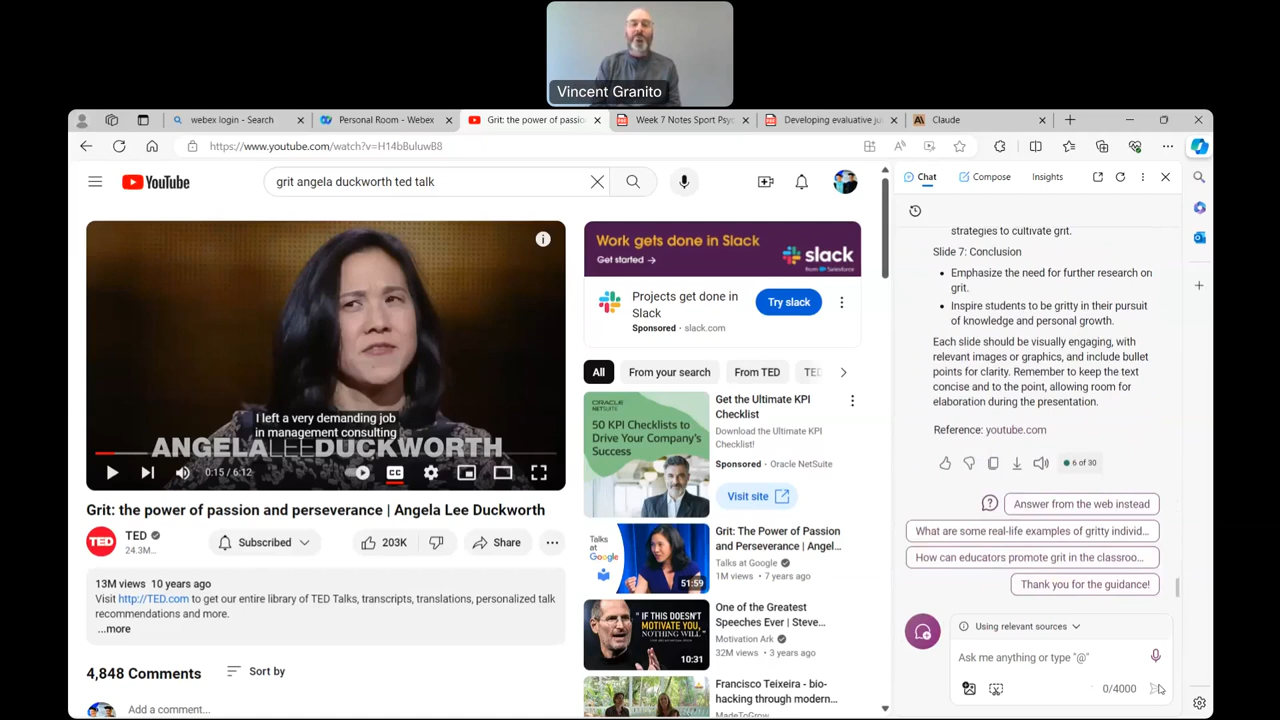 Vincent Granito
webex login - Search
Personal Room - Webex
Grit: the power of passio
Week 7 Notes Sport Psy
Developing evaluative ju
Claude
https://www.youtube.com/watch?v=H14bBuluwB8
YouTube
grit angela duckworth ted talk
I left a very demanding job
in management consulting
ANGELALEEDUCKWORTH
0:15 / 6:12
CC
Grit: the power of passion and perseverance | Angela Lee Duckworth
TED
TED
24.3M...
Subscribed
203K
Share
13M views 10 years ago
Visit http://TED.com to get our entire library of TED Talks, transcripts, translations, personalized talk
recommendations and more.
...more
4,848 Comments
Sort by
Add a comment...
Work gets done in Slack
Get started →
slack
from Salesforce
Projects get done in
Slack
Sponsored · slack.com
Try slack
All
From your search
From TED
TED
ORACLE
NETSUITE
50 KPI Checklists to
Drive Your Company's
Success
Get the Ultimate KPI
Checklist
Download the Ultimate KPI
Checklist!
Sponsored · Oracle NetSuite
Visit site
Talks
at
Google
51:59
Grit: The Power of Passion
and Perseverance | Angel...
Talks at Google
1M views · 7 years ago
"IF THIS DOESN'T
MOTIVATE YOU,
NOTHING WILL"
10:31
One of the Greatest
Speeches Ever | Steve...
Motivation Ark
32M views · 3 years ago
Francisco Teixeira - bio-
hacking through modern...
MadeToGrow
Chat
Compose
Insights
strategies to cultivate grit.
Slide 7: Conclusion
• Emphasize the need for further research on
grit.
• Inspire students to be gritty in their pursuit
of knowledge and personal growth.
Each slide should be visually engaging, with
relevant images or graphics, and include bullet
points for clarity. Remember to keep the text
concise and to the point, allowing room for
elaboration during the presentation.
Reference: youtube.com
6 of 30
Answer from the web instead
What are some real-life examples of gritty individ...
How can educators promote grit in the classroo...
Thank you for the guidance!
Using relevant sources
Ask me anything or type "@"
0/4000